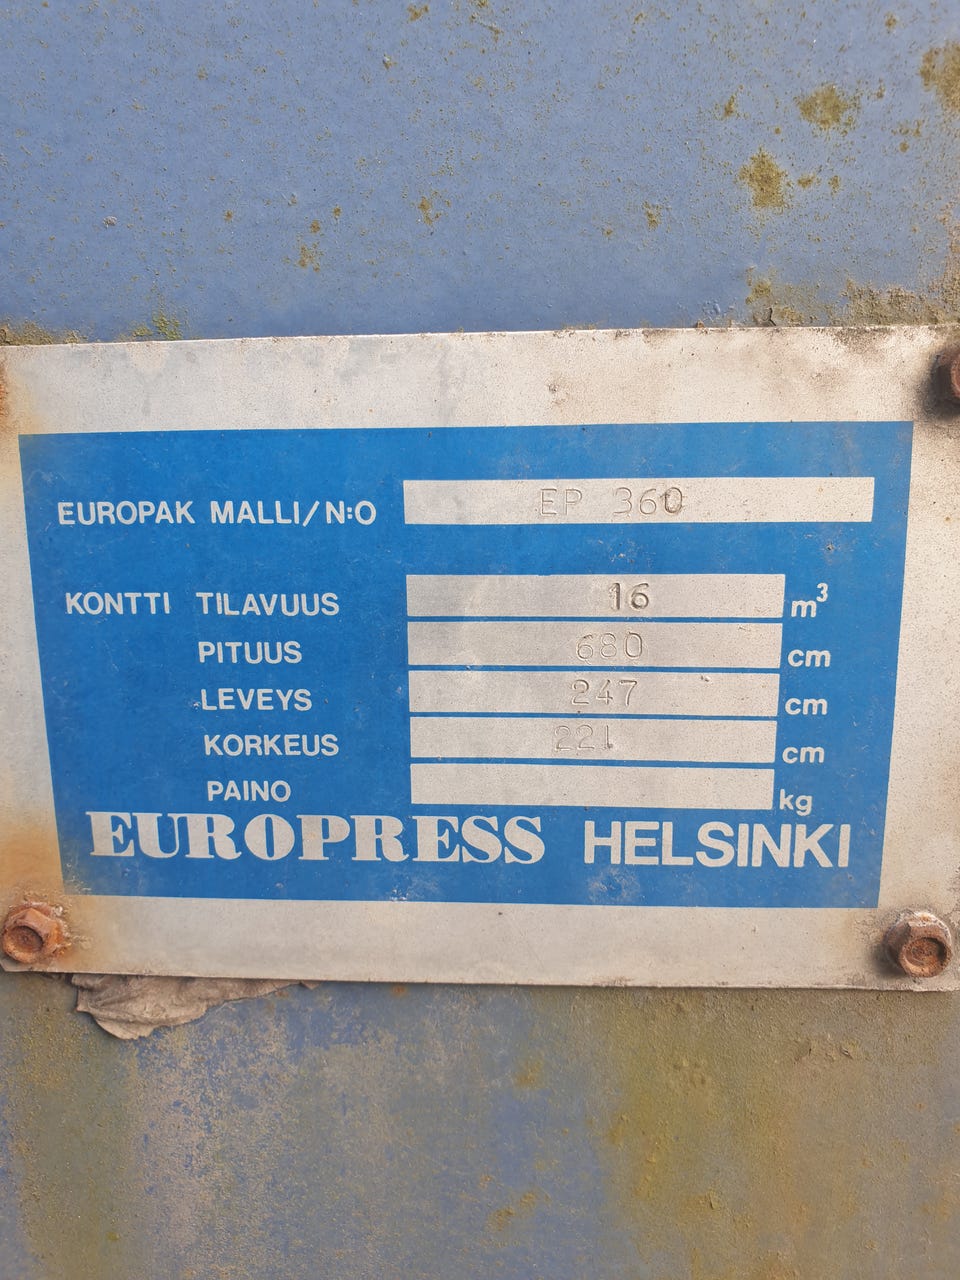 EUROPAK MALLI/N:O EP 360
KONTTI TILAVUUS 16 m³
PITUUS 680 cm
LEVEYS 247 cm
KORKEUS 221 cm
PAINO kg
EUROPRESS HELSINKI